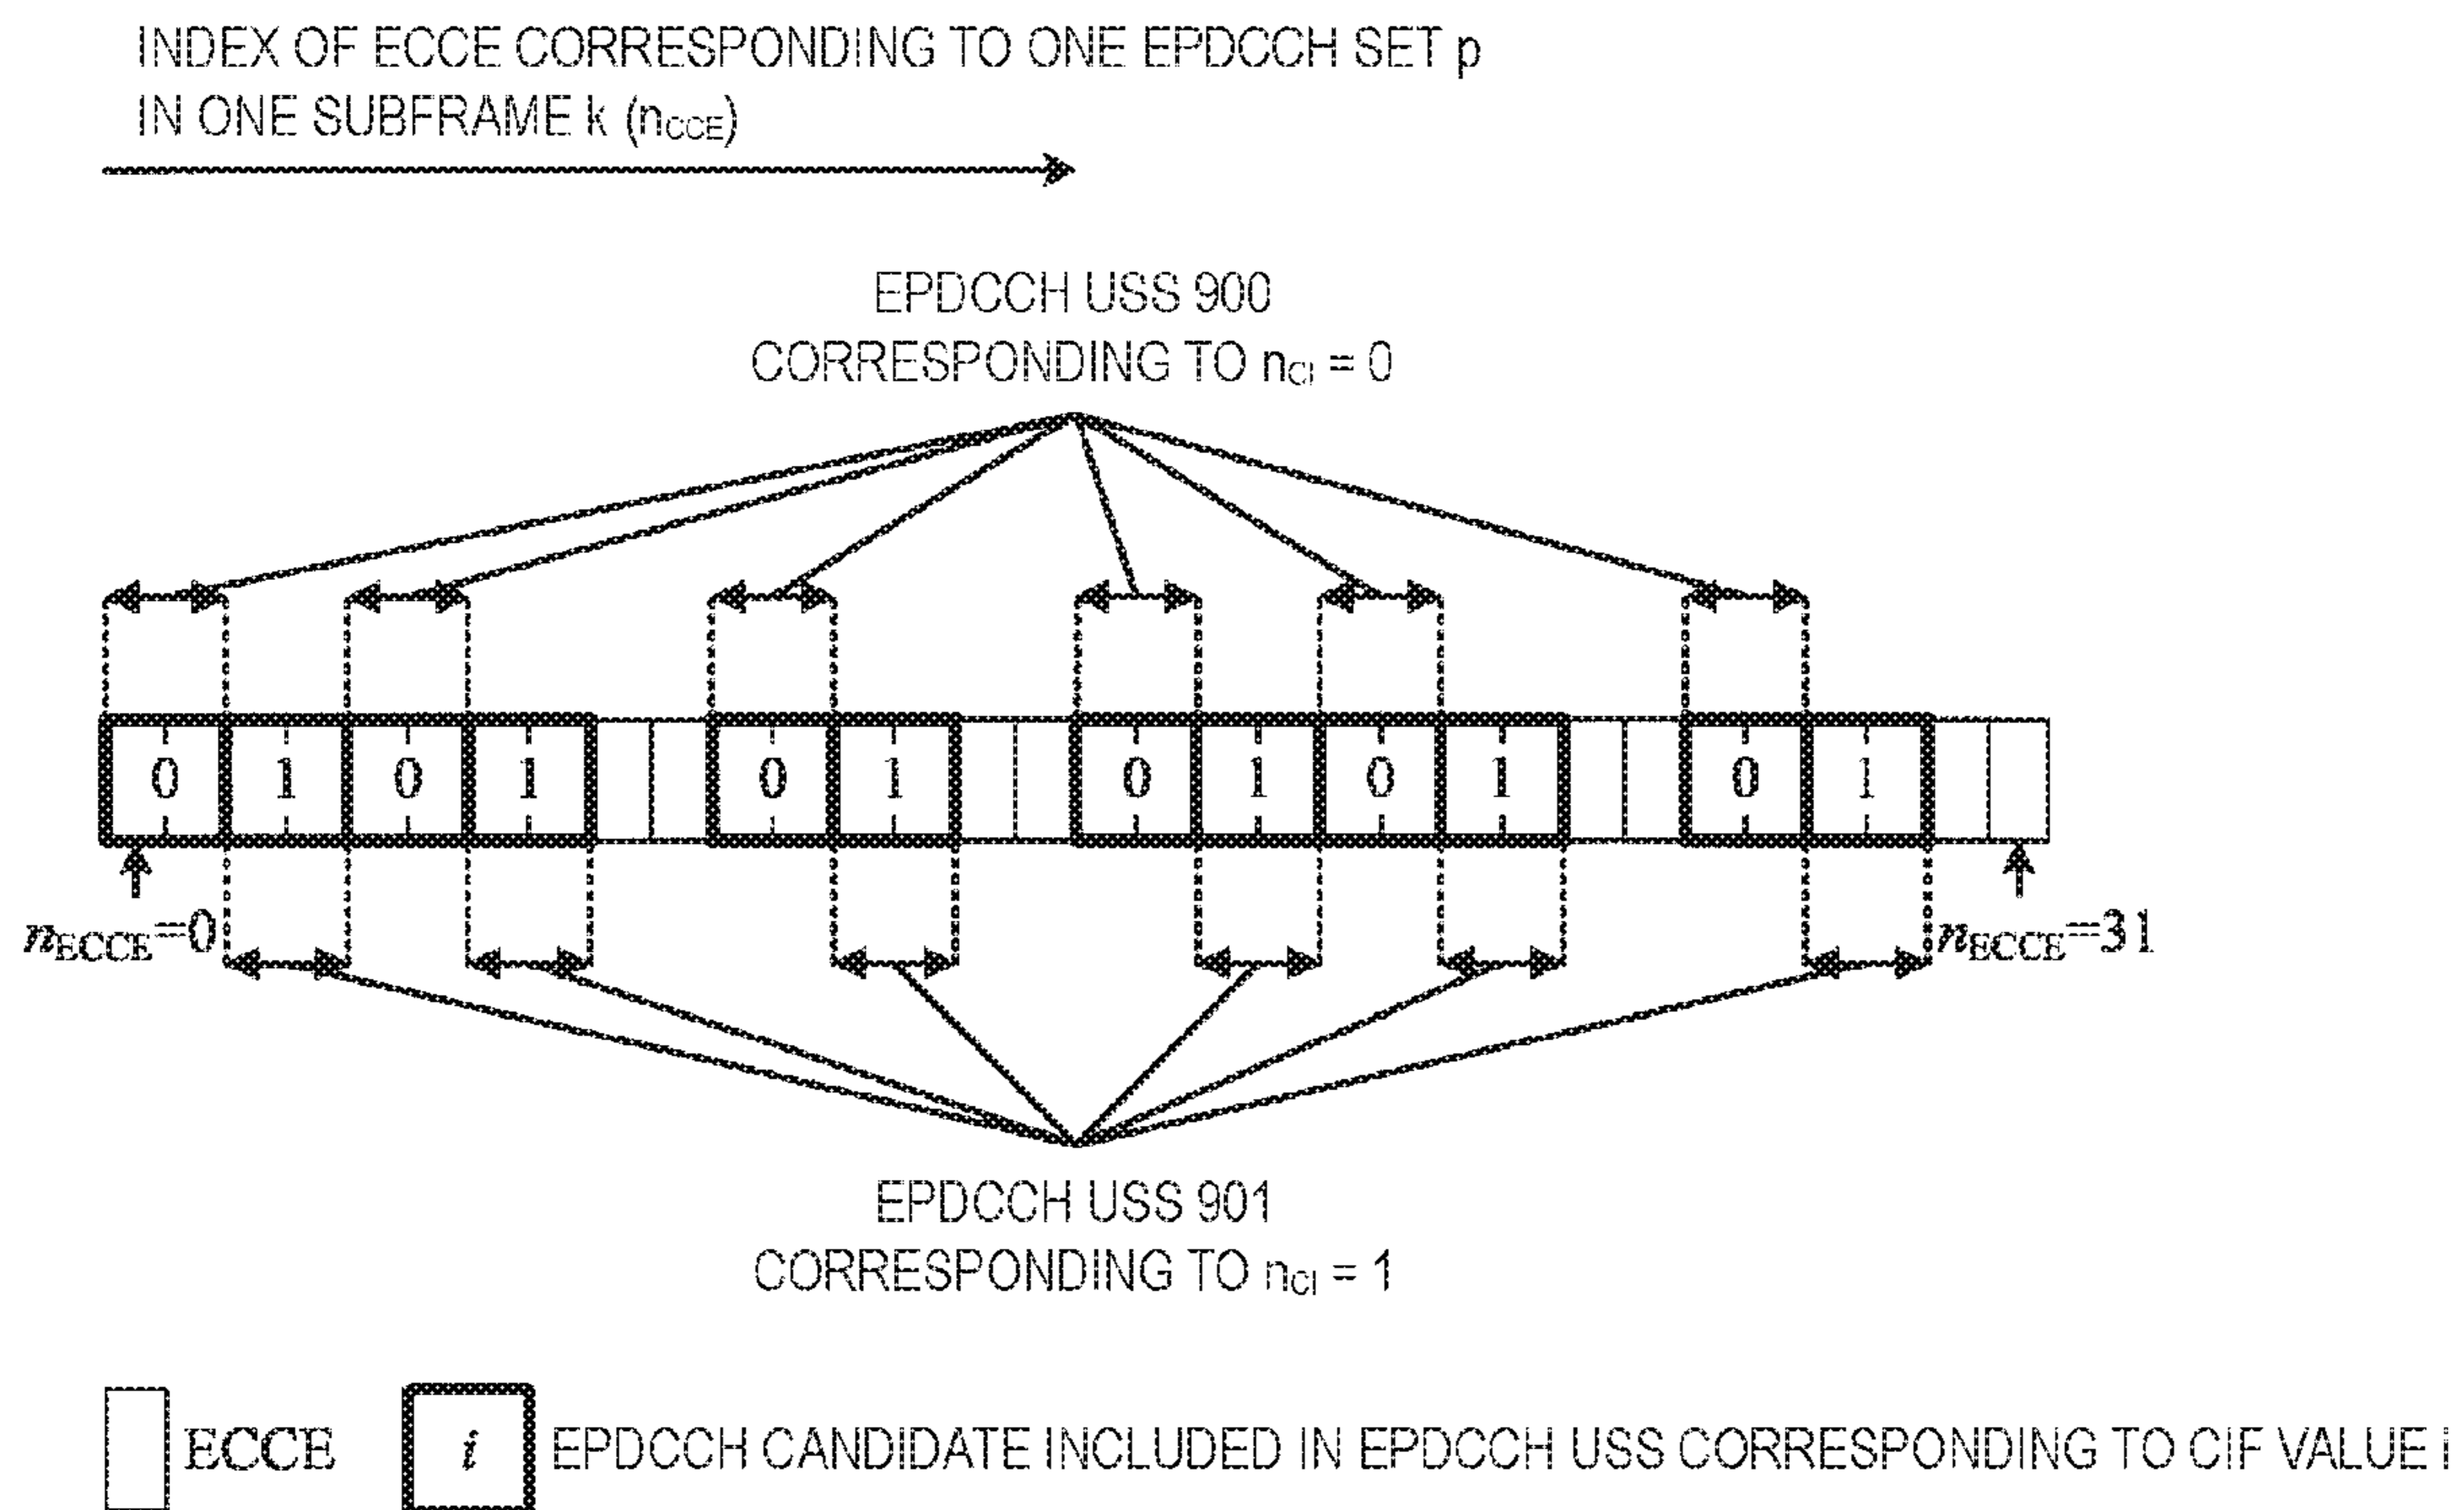 INDEX OF ECCE CORRESPONDING TO ONE EPDCCH SET p
IN ONE SUBFRAME k (nCCE)
EPDCCH USS 900
CORRESPONDING TO nCI = 0
0 1 0 1 0 1 0 1 0 1 0 1
nECCE=0
nECCE=31
EPDCCH USS 901
CORRESPONDING TO nCI = 1
ECCE
i
EPDCCH CANDIDATE INCLUDED IN EPDCCH USS CORRESPONDING TO CIF VALUE i